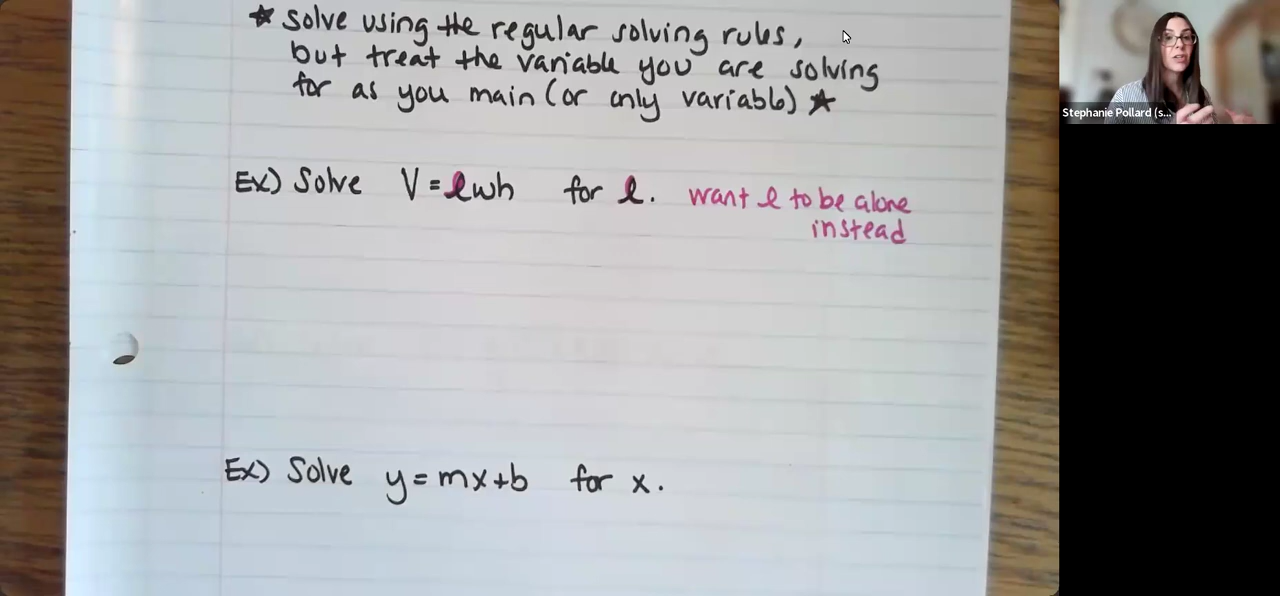 ★ Solve using the regular solving rules,
but treat the variable you are solving
for as you main (or only variable) ★
Ex) Solve V = lwh for l. want l to be alone
instead
Ex) Solve y = mx + b for x.
Stephanie Pollard (s...